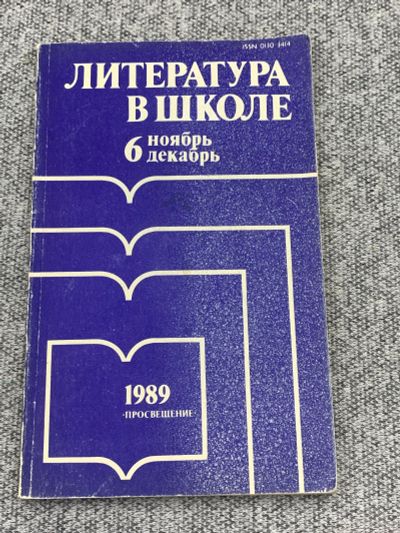 ISSN 0130 3414
ЛИТЕРАТУРА
В ШКОЛЕ
6 ноябрь
декабрь
1989
·ПРОСВЕЩЕНИЕ·